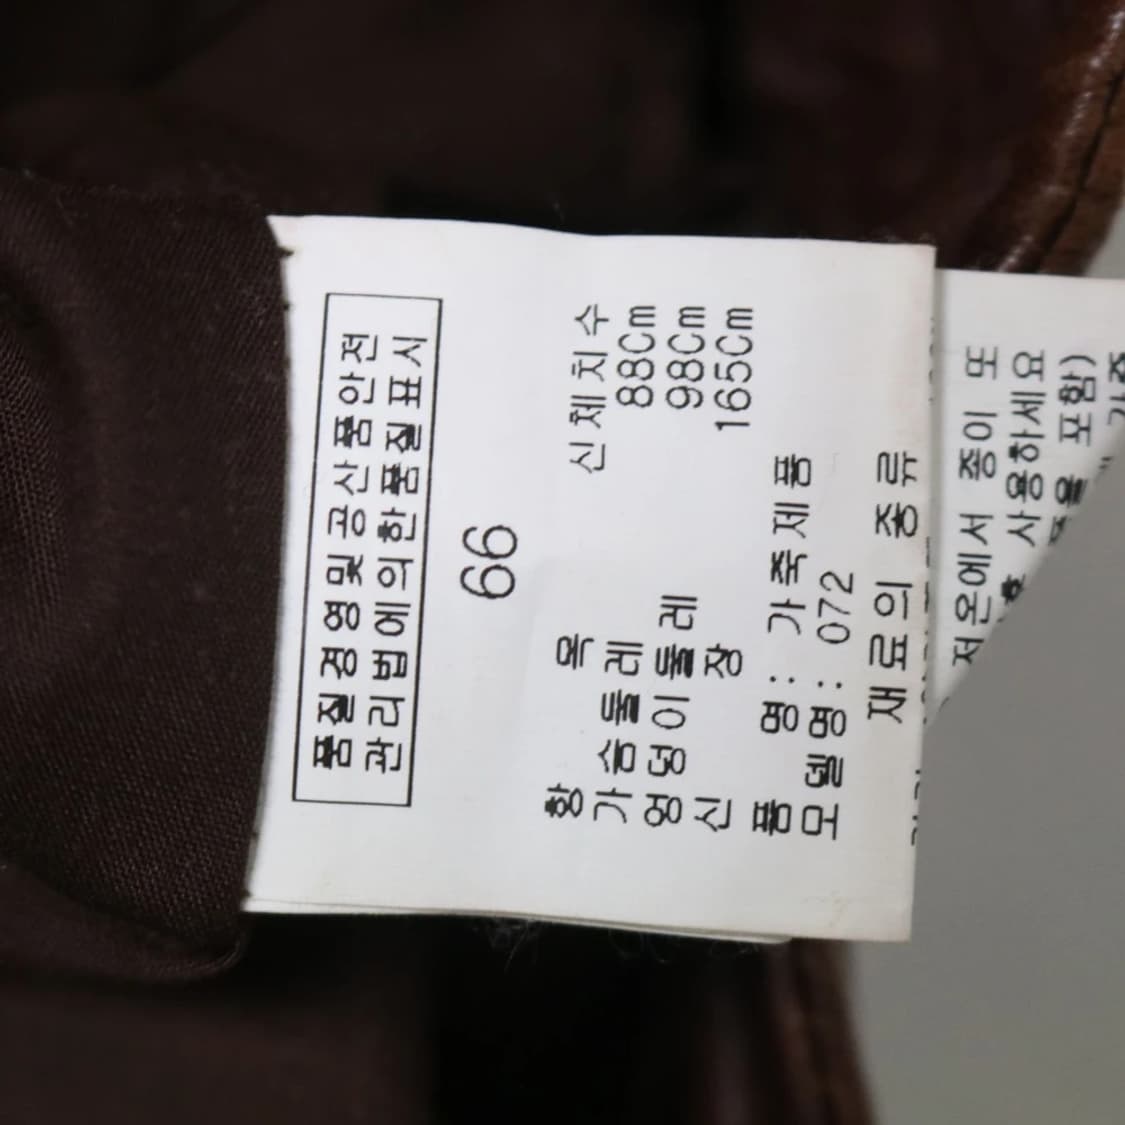 품질경영및공산품안전
관리법에의한품질표시
66
항 목 신체치수
가슴둘레 88Cm
엉덩이둘레 98Cm
신 장 165Cm
품 명: 가죽제품
모델명: 072
재료의 종류
저온에서 종이 또
사용하세요
포함)